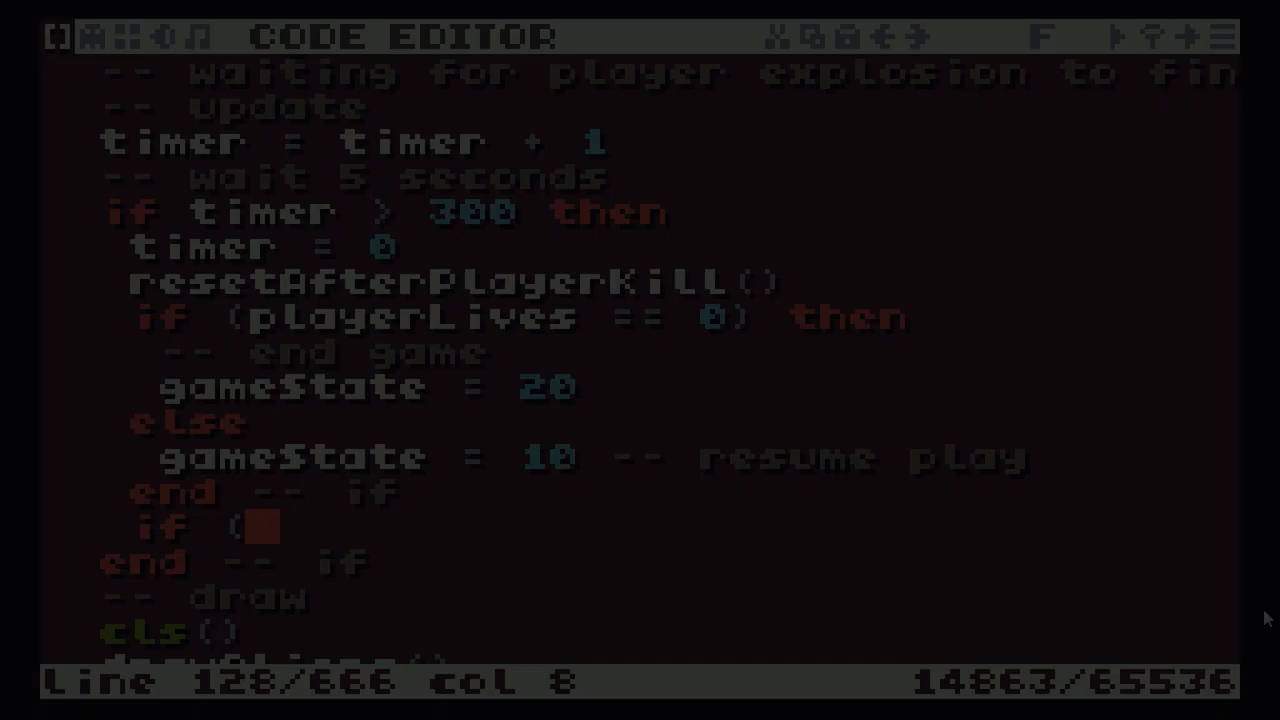 CODE EDITOR F
-- waiting for player explosion to fin
-- update
timer = timer + 1
-- wait 5 seconds
if timer > 300 then
timer = 0
resetAfterPlayerKill()
if (playerLives == 0) then
-- end game
gameState = 20
else
gameState = 10 -- resume play
end -- if
if (
end -- if
-- draw
cls()
line 128/666 col 8 14863/65536